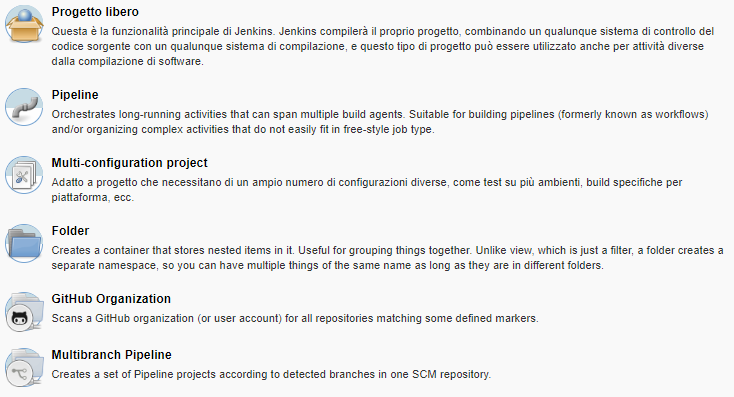 Progetto libero
Questa è la funzionalità principale di Jenkins. Jenkins compilerà il proprio progetto, combinando un qualunque sistema di controllo del
codice sorgente con un qualunque sistema di compilazione, e questo tipo di progetto può essere utilizzato anche per attività diverse
dalla compilazione di software.
Pipeline
Orchestrates long-running activities that can span multiple build agents. Suitable for building pipelines (formerly known as workflows)
and/or organizing complex activities that do not easily fit in free-style job type.
Multi-configuration project
Adatto a progetto che necessitano di un ampio numero di configurazioni diverse, come test su più ambienti, build specifiche per
piattaforma, ecc.
Folder
Creates a container that stores nested items in it. Useful for grouping things together. Unlike view, which is just a filter, a folder creates a
separate namespace, so you can have multiple things of the same name as long as they are in different folders.
GitHub Organization
Scans a GitHub organization (or user account) for all repositories matching some defined markers.
Multibranch Pipeline
Creates a set of Pipeline projects according to detected branches in one SCM repository.